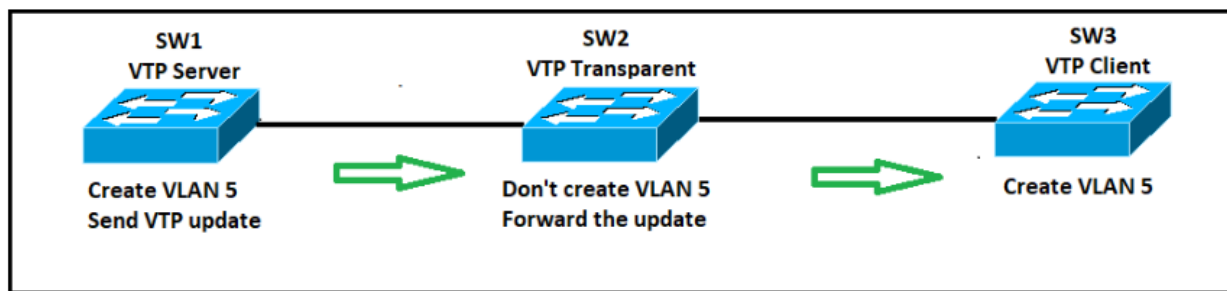 SW1
VTP Server
Create VLAN 5
Send VTP update
SW2
VTP Transparent
Don't create VLAN 5
Forward the update
SW3
VTP Client
Create VLAN 5